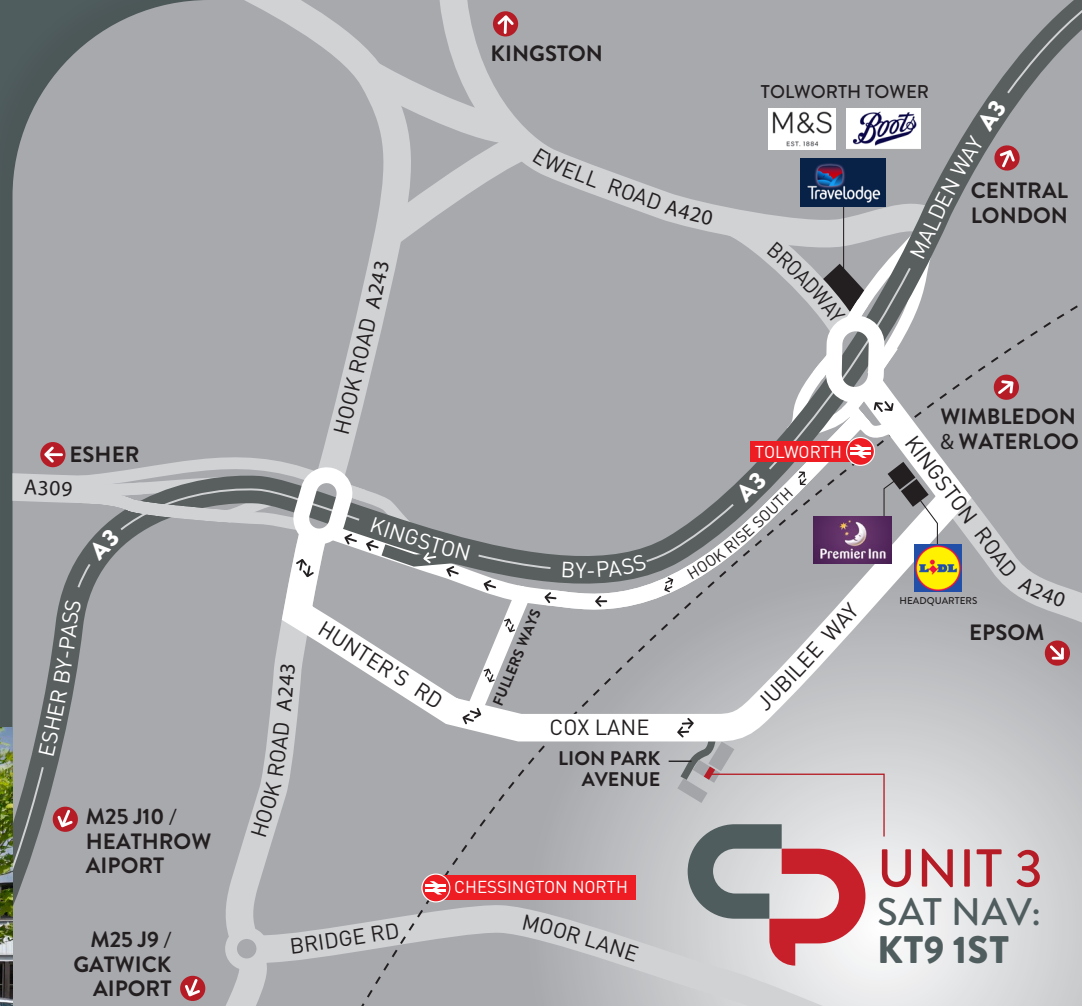 KINGSTON
TOLWORTH TOWER
M&S
EST. 1884
Boots
Travelodge
MALDEN WAY A3
CENTRAL
LONDON
EWELL ROAD A420
BROADWAY
HOOK ROAD A243
WIMBLEDON
& WATERLOO
ESHER
A309
TOLWORTH
KINGSTON ROAD A240
A3
KINGSTON
BY-PASS
HOOK RISE SOUTH
Premier Inn
LIDL
HEADQUARTERS
A3
ESHER BY-PASS
EPSOM
FULLERS WAYS
HUNTER'S RD
JUBILEE WAY
COX LANE
HOOK ROAD A243
LION PARK
AVENUE
M25 J10 /
HEATHROW
AIPORT
CHESSINGTON NORTH
UNIT 3
SAT NAV:
KT9 1ST
BRIDGE RD
MOOR LANE
M25 J9 /
GATWICK
AIPORT